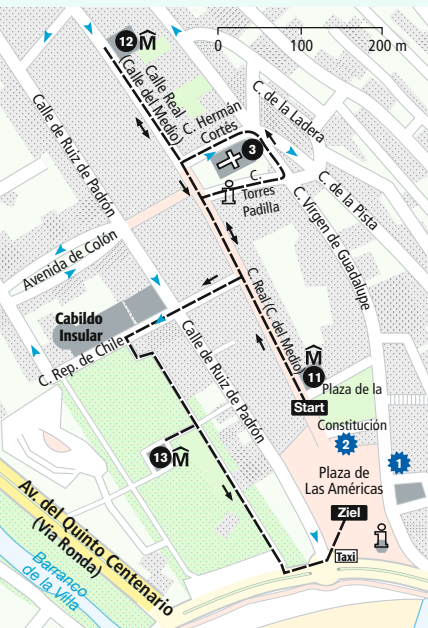 12
0 100 200 m
Calle Real
(Calle del Medio)
C. Hermán
Cortés
C. de la Ladera
Calle de Ruiz de Padrón
3
C.
Torres
Padilla
C. de la Pista
C. Virgen de Guadalupe
Avenida de Colón
C. Real (C. del Medio)
Cabildo
Insular
C. Rep. de Chile
Calle de Ruiz de Padrón
11
Plaza de la
Constitución
Start
2
1
13
Plaza de
Las Américas
Ziel
Taxi
Av. del Quinto Centenario
(Via Ronda)
Barranco
de la Villa